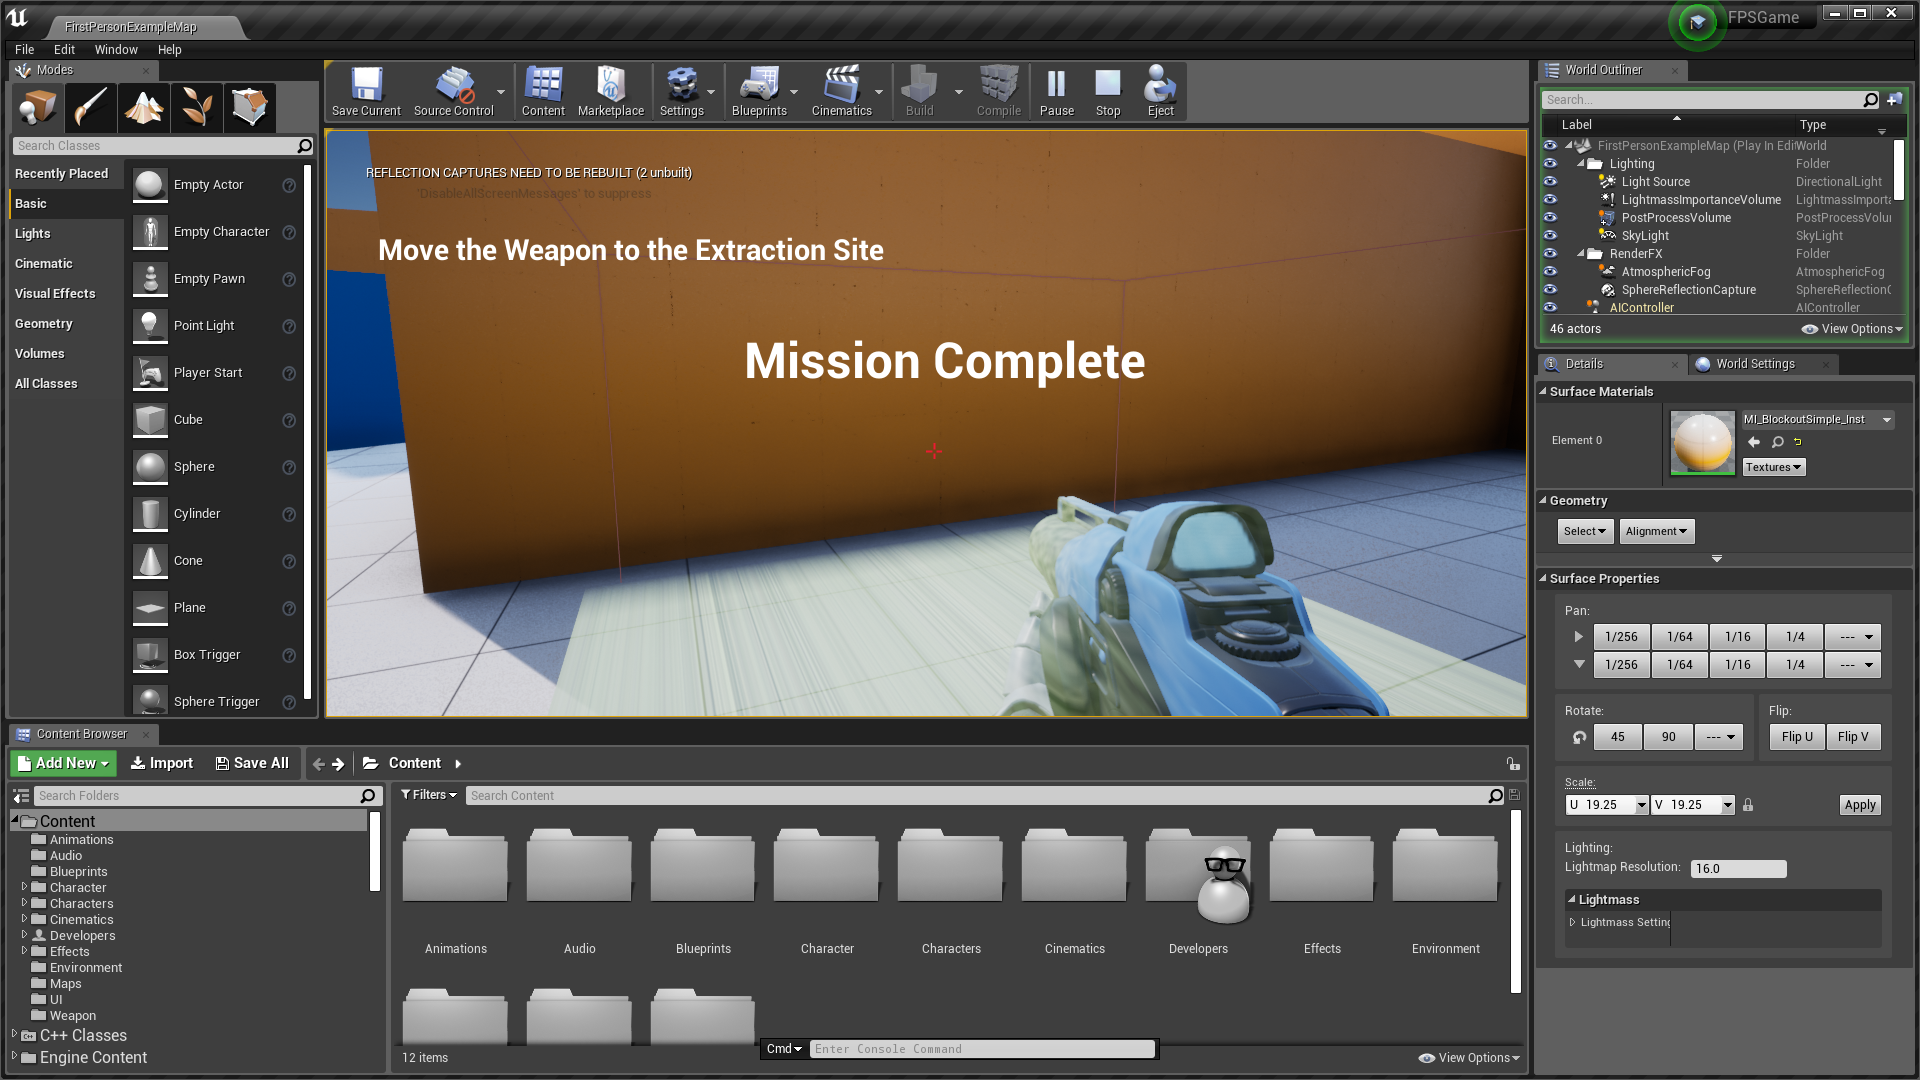 FirstPersonExampleMap
FPSGame
File Edit Window Help
Modes
Search Classes
Recently Placed
Basic
Lights
Cinematic
Visual Effects
Geometry
Volumes
All Classes
Empty Actor
Empty Character
Empty Pawn
Point Light
Player Start
Cube
Sphere
Cylinder
Cone
Plane
Box Trigger
Sphere Trigger
Save Current Source Control Content Marketplace Settings Blueprints Cinematics Build Compile Pause Stop Eject
REFLECTION CAPTURES NEED TO BE REBUILT (2 unbuilt)
'DisableAllScreenMessages' to suppress
Move the Weapon to the Extraction Site
Mission Complete
World Outliner
Search...
Label Type
FirstPersonExampleMap (Play In Edi World
Lighting Folder
Light Source DirectionalLight
LightmassImportanceVolume LightmassImporta
PostProcessVolume PostProcessVolu
SkyLight SkyLight
RenderFX Folder
AtmosphericFog AtmosphericFog
SphereReflectionCapture SphereReflectionC
AIController AIController
46 actors View Options
Details World Settings
Surface Materials
Element 0
MI_BlockoutSimple_Inst
Textures
Geometry
Select Alignment
Surface Properties
Pan:
1/256 1/64 1/16 1/4 ---
1/256 1/64 1/16 1/4 ---
Rotate: Flip:
45 90 --- Flip U Flip V
Scale:
U 19.25 V 19.25 Apply
Lighting:
Lightmap Resolution: 16.0
Lightmass
Lightmass Setting
Content Browser
Add New Import Save All Content
Search Folders
Content
Animations
Audio
Blueprints
Character
Characters
Cinematics
Developers
Effects
Environment
Maps
UI
Weapon
C++ Classes
Engine Content
Filters Search Content
Animations Audio Blueprints Character Characters Cinematics Developers Effects Environment
12 items
Cmd Enter Console Command
View Options